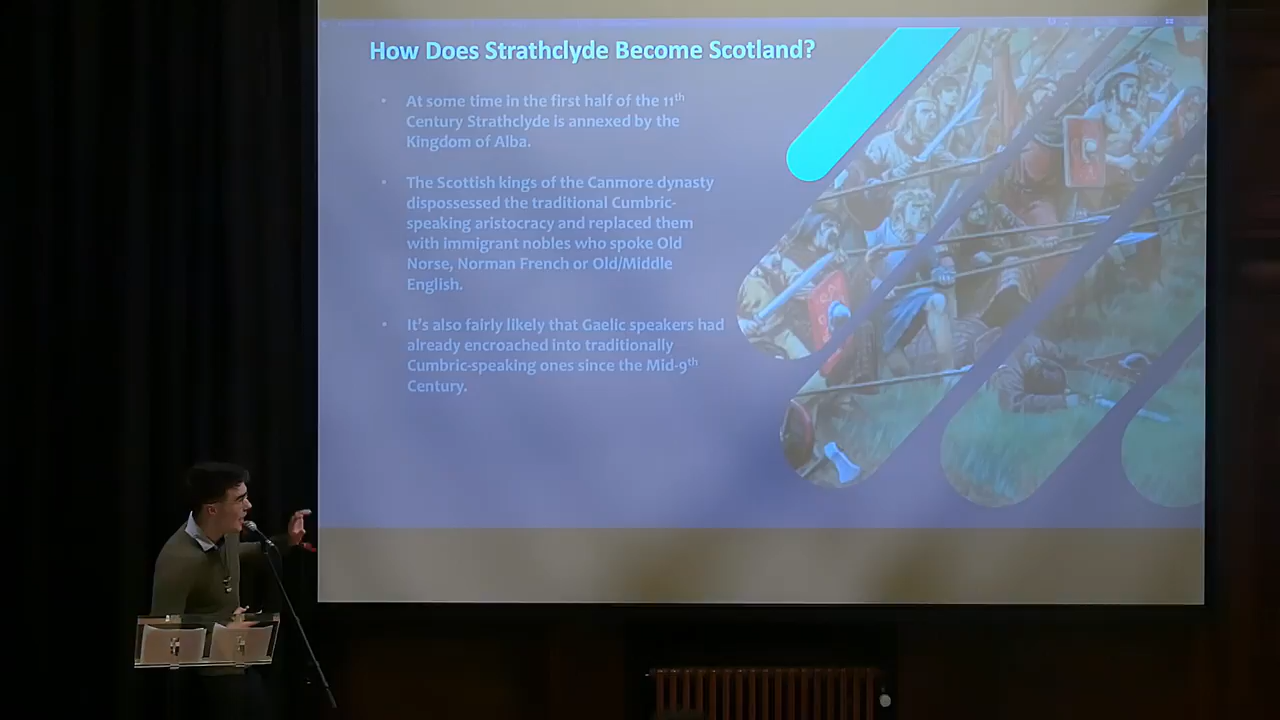 How Does Strathclyde Become Scotland?
• At some time in the first half of the 11th
Century Strathclyde is annexed by the
Kingdom of Alba.
• The Scottish kings of the Canmore dynasty
dispossessed the traditional Cumbric-
speaking aristocracy and replaced them
with immigrant nobles who spoke Old
Norse, Norman French or Old/Middle
English.
• It's also fairly likely that Gaelic speakers had
already encroached into traditionally
Cumbric-speaking ones since the Mid-9th
Century.